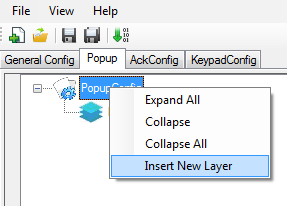 File View Help
General Config Popup AckConfig KeypadConfig
PopupConfig
Expand All
Collapse
Collapse All
Insert New Layer